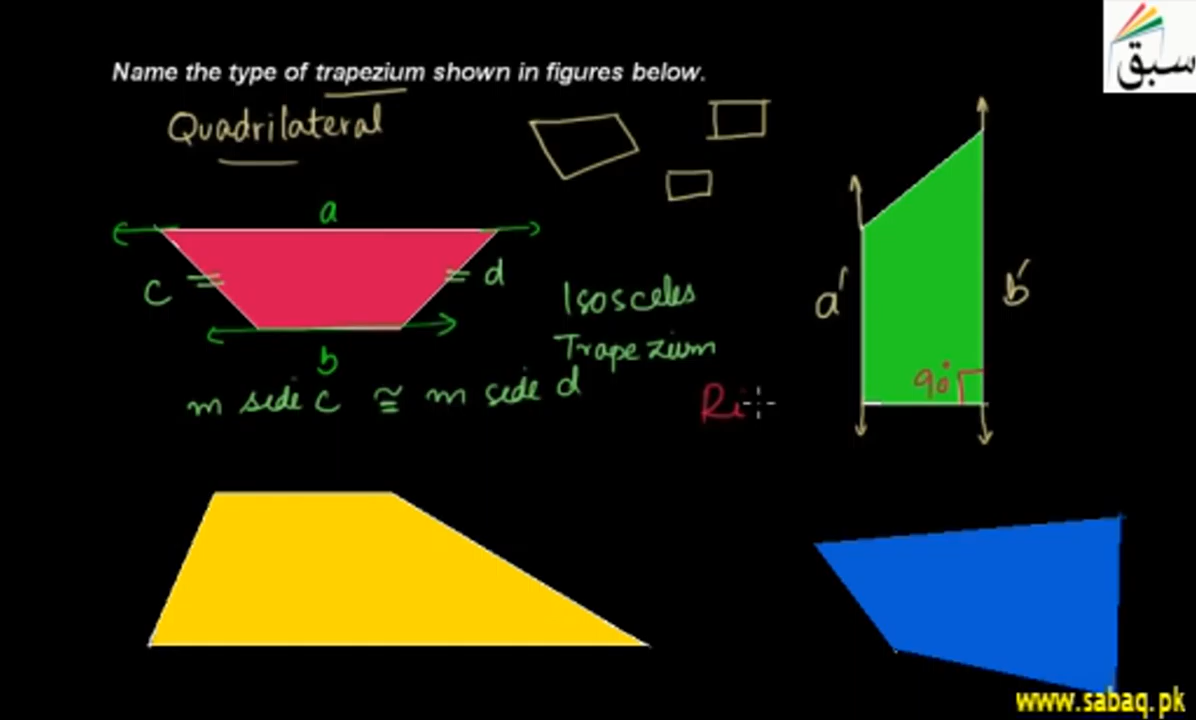 سبق
Name the type of trapezium shown in figures below.
Quadrilateral
a
c
d
b
Isosceles
Trapezium
m side c ≅ m side d
a'
b'
90°
Ri
www.sabaq.pk